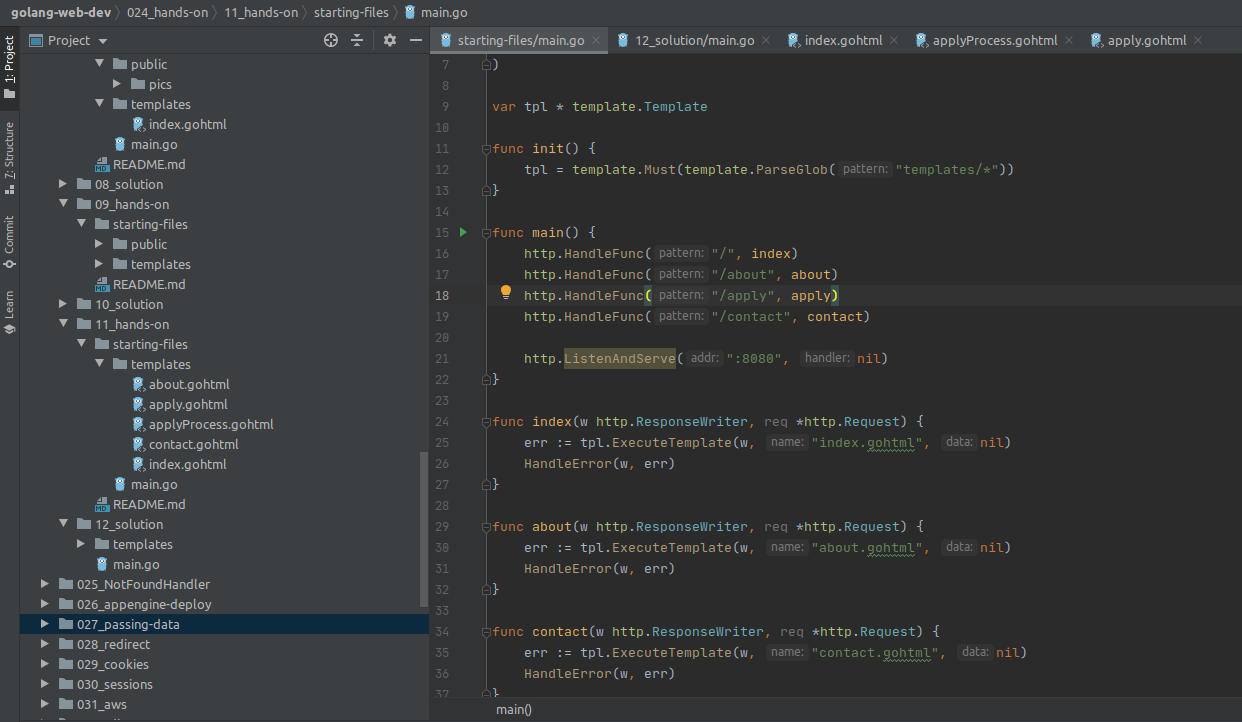 golang-web-dev 024_hands-on 11_hands-on starting-files main.go
1: Project
7: Structure
Commit
Learn
Project
public
pics
templates
index.gohtml
main.go
README.md
08_solution
09_hands-on
starting-files
public
templates
README.md
10_solution
11_hands-on
starting-files
templates
about.gohtml
apply.gohtml
applyProcess.gohtml
contact.gohtml
index.gohtml
main.go
README.md
12_solution
templates
main.go
025_NotFoundHandler
026_appengine-deploy
027_passing-data
028_redirect
029_cookies
030_sessions
031_aws
starting-files/main.go 12_solution/main.go index.gohtml applyProcess.gohtml apply.gohtml
7 )
8
9 var tpl * template.Template
10
11 func init() {
12 tpl = template.Must(template.ParseGlob( pattern: "templates/*"))
13 }
14
15 func main() {
16 http.HandleFunc( pattern: "/", index)
17 http.HandleFunc( pattern: "/about", about)
18 http.HandleFunc( pattern: "/apply", apply)
19 http.HandleFunc( pattern: "/contact", contact)
20
21 http.ListenAndServe( addr: ":8080", handler: nil)
22 }
23
24 func index(w http.ResponseWriter, req *http.Request) {
25 err := tpl.ExecuteTemplate(w, name: "index.gohtml", data: nil)
26 HandleError(w, err)
27 }
28
29 func about(w http.ResponseWriter, req *http.Request) {
30 err := tpl.ExecuteTemplate(w, name: "about.gohtml", data: nil)
31 HandleError(w, err)
32 }
33
34 func contact(w http.ResponseWriter, req *http.Request) {
35 err := tpl.ExecuteTemplate(w, name: "contact.gohtml", data: nil)
36 HandleError(w, err)
37 }
main()